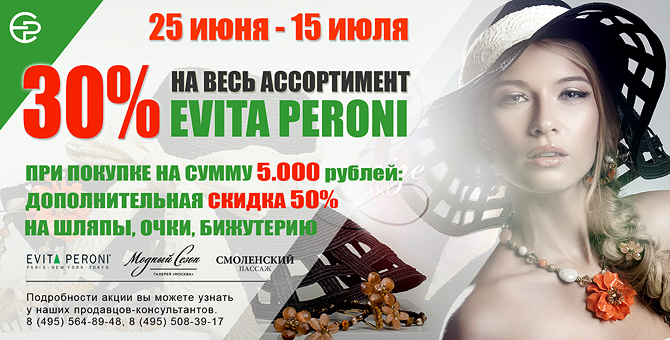 25 июня - 15 июля
30% НА ВЕСЬ АССОРТИМЕНТ
EVITA PERONI
ПРИ ПОКУПКЕ НА СУММУ 5.000 рублей:
ДОПОЛНИТЕЛЬНАЯ СКИДКА 50%
НА ШЛЯПЫ, ОЧКИ, БИЖУТЕРИЮ
EVITA PERONI
PARIS·NEW YORK·TOKYO
Модный Сезон
ГАЛЕРЕЯ «МОСКВА»
СМОЛЕНСКИЙ
ПАССАЖ
Подробности акции вы можете узнать
у наших продавцов-консультантов.
8 (495) 564-89-48, 8 (495) 508-39-17